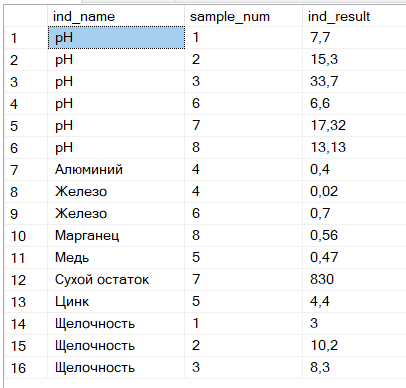 ind_name sample_num ind_result
1 pH 1 7,7
2 pH 2 15,3
3 pH 3 33,7
4 pH 6 6,6
5 pH 7 17,32
6 pH 8 13,13
7 Алюминий 4 0,4
8 Железо 4 0,02
9 Железо 6 0,7
10 Марганец 8 0,56
11 Медь 5 0,47
12 Сухой остаток 7 830
13 Цинк 5 4,4
14 Щелочность 1 3
15 Щелочность 2 10,2
16 Щелочность 3 8,3